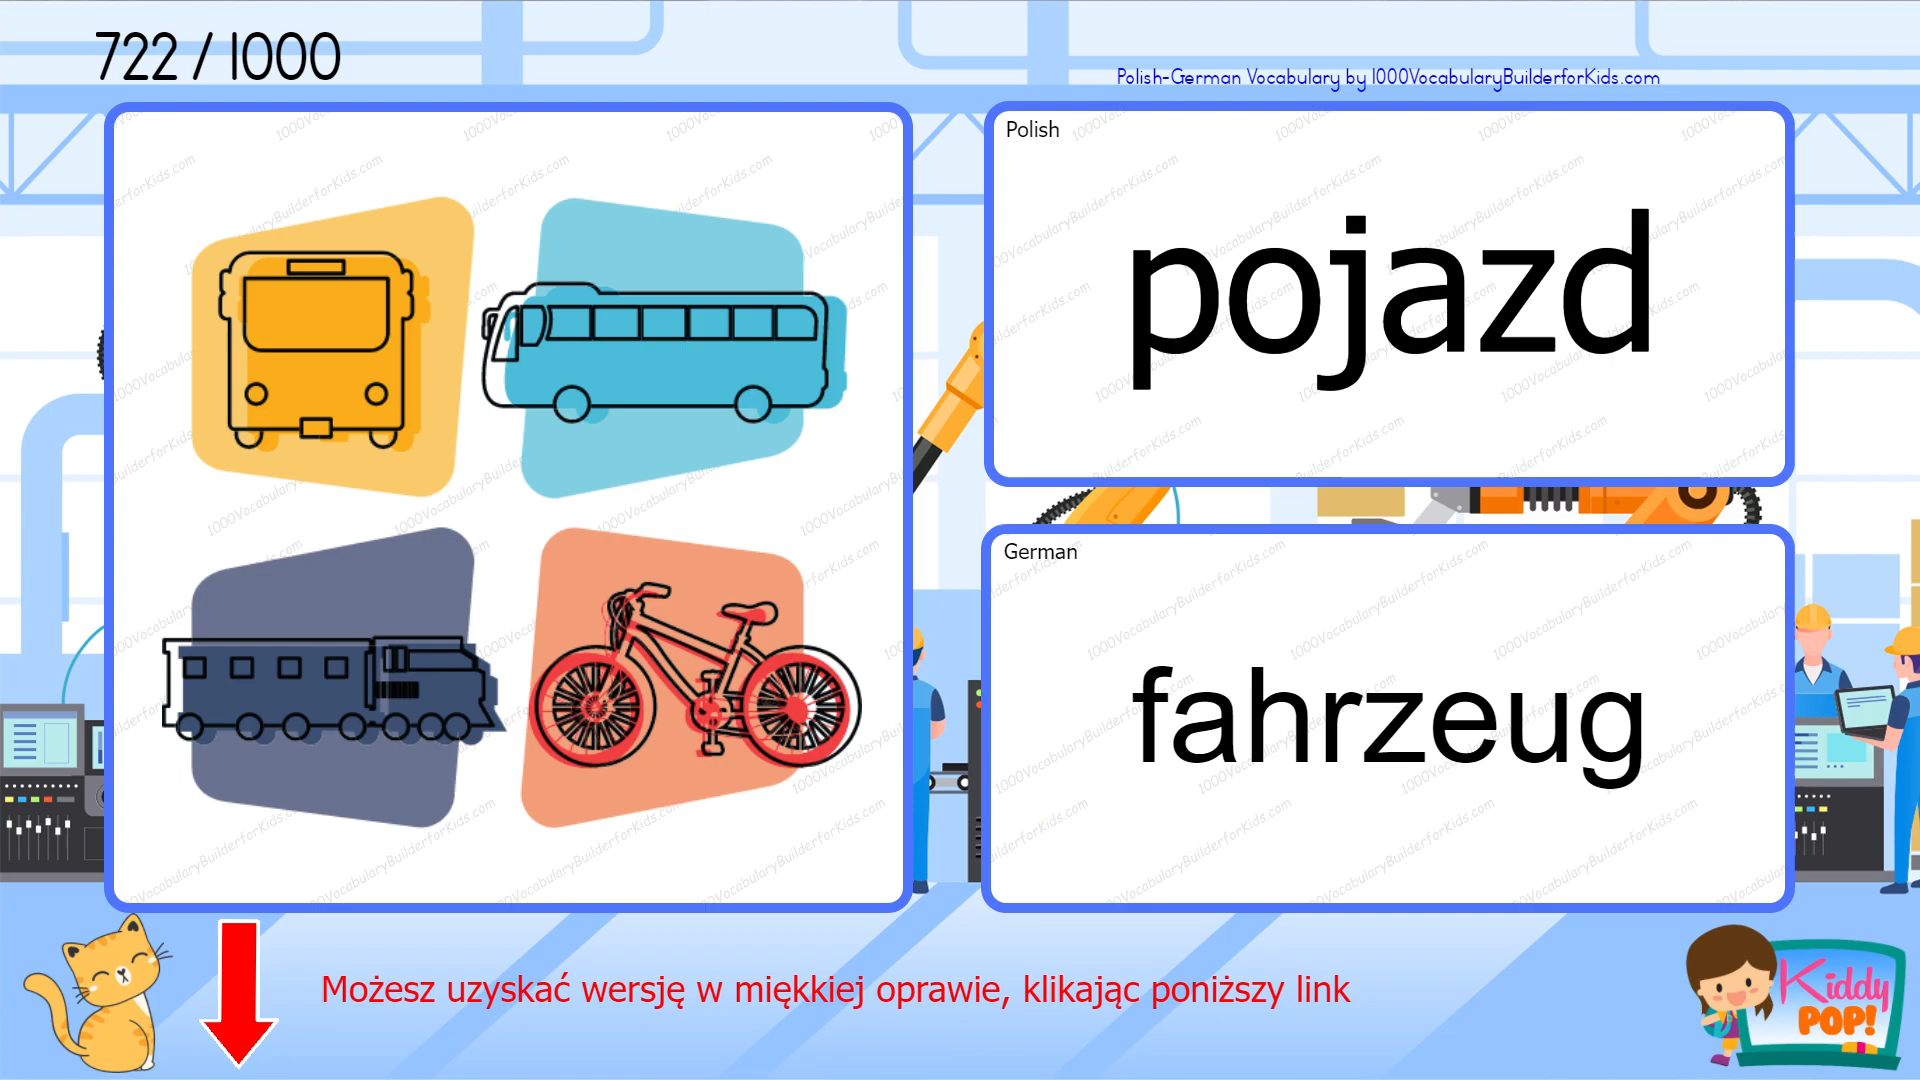 722 / 1000
Polish-German Vocabulary by 1000VocabularyBuilderforKids.com
Polish
pojazd
German
fahrzeug
Możesz uzyskać wersję w miękkiej oprawie, klikając poniższy link
Kiddy
POP!